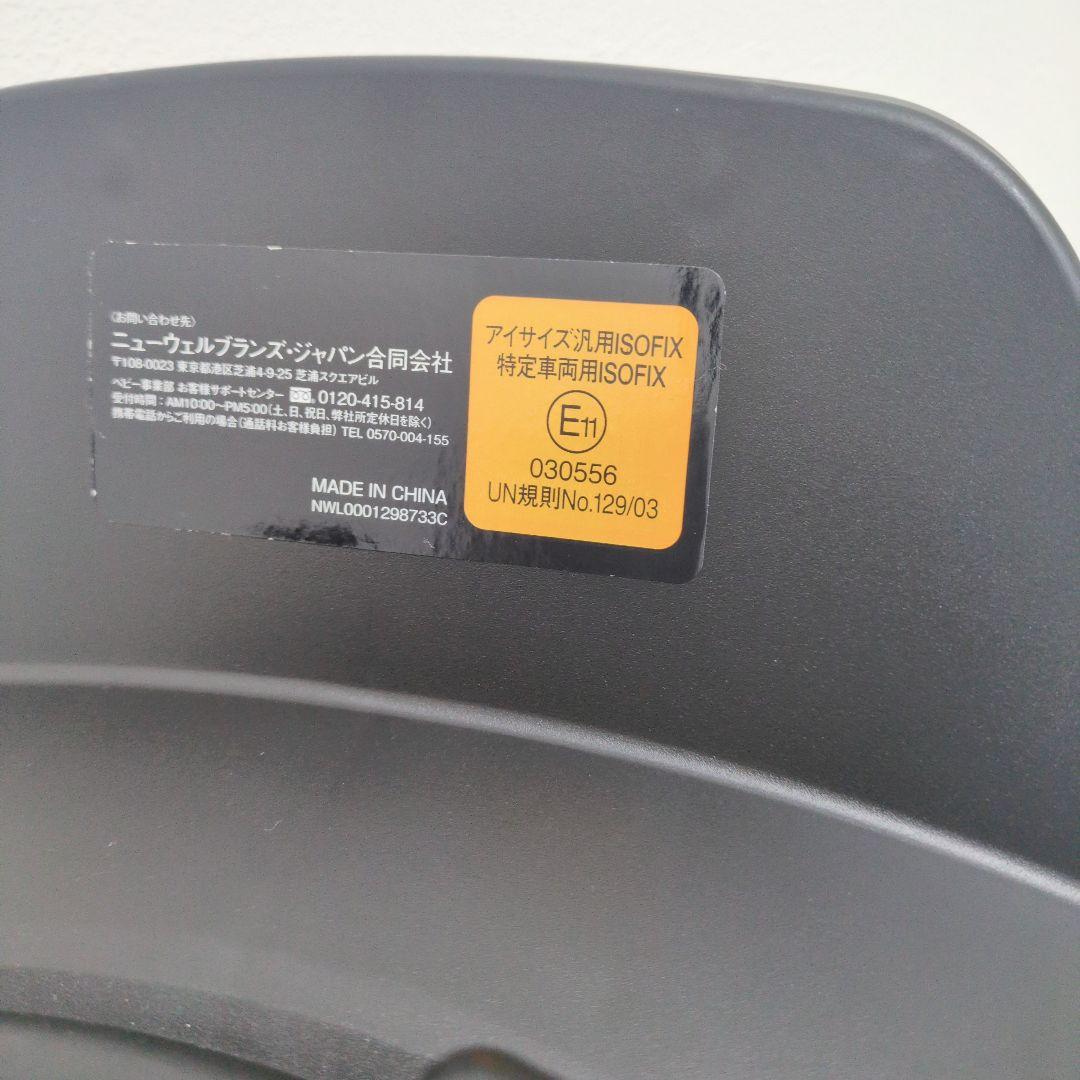 〈お問い合わせ先〉
ニューウェルブランズ・ジャパン合同会社
〒108-0023 東京都港区芝浦4-9-25 芝浦スクエアビル
ベビー事業部 お客様サポートセンター 0120-415-814
受付時間：AM10:00〜PM5:00（土、日、祝日、弊社所定休日を除く）
携帯電話からご利用の場合（通話料お客様負担） TEL 0570-004-155
MADE IN CHINA
NWL0001298733C
アイサイズ汎用ISOFIX
特定車両用ISOFIX
E11
030556
UN規則No.129/03